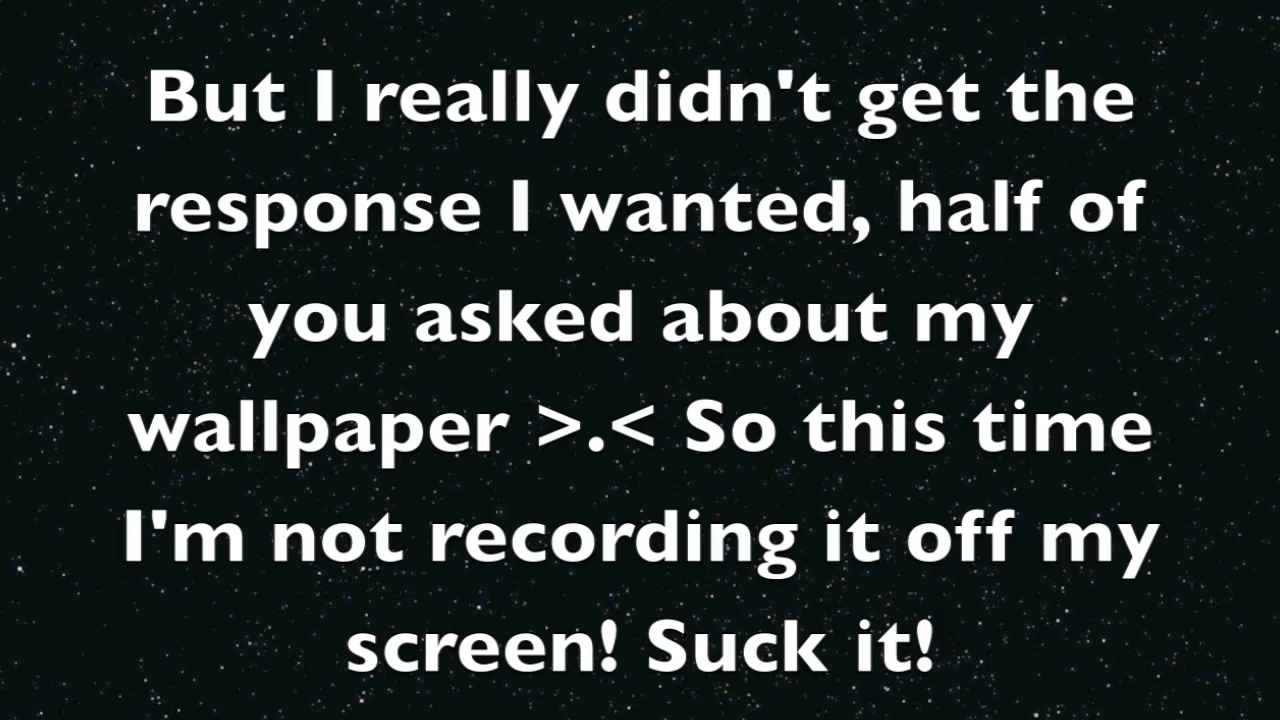 But I really didn't get the
response I wanted, half of
you asked about my
wallpaper >.< So this time
I'm not recording it off my
screen! Suck it!